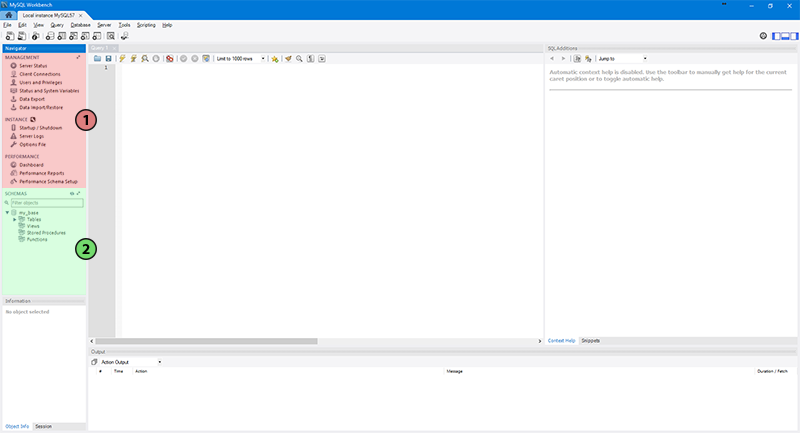 MySQL Workbench
Local instance MySQL57
File Edit View Query Database Server Tools Scripting Help
Navigator
MANAGEMENT
Server Status
Client Connections
Users and Privileges
Status and System Variables
Data Export
Data Import/Restore
INSTANCE
Startup / Shutdown
Server Logs
Options File
PERFORMANCE
Dashboard
Performance Reports
Performance Schema Setup
1
SCHEMAS
Filter objects
my_base
Tables
Views
Stored Procedures
Functions
2
Information
No object selected
Object Info Session
Query 1
Limit to 1000 rows
1
SQL Additions
Jump to
Automatic context help is disabled. Use the toolbar to manually get help for the current
caret position or to toggle automatic help.
Context Help Snippets
Output
Action Output
# Time Action Message Duration / Fetch